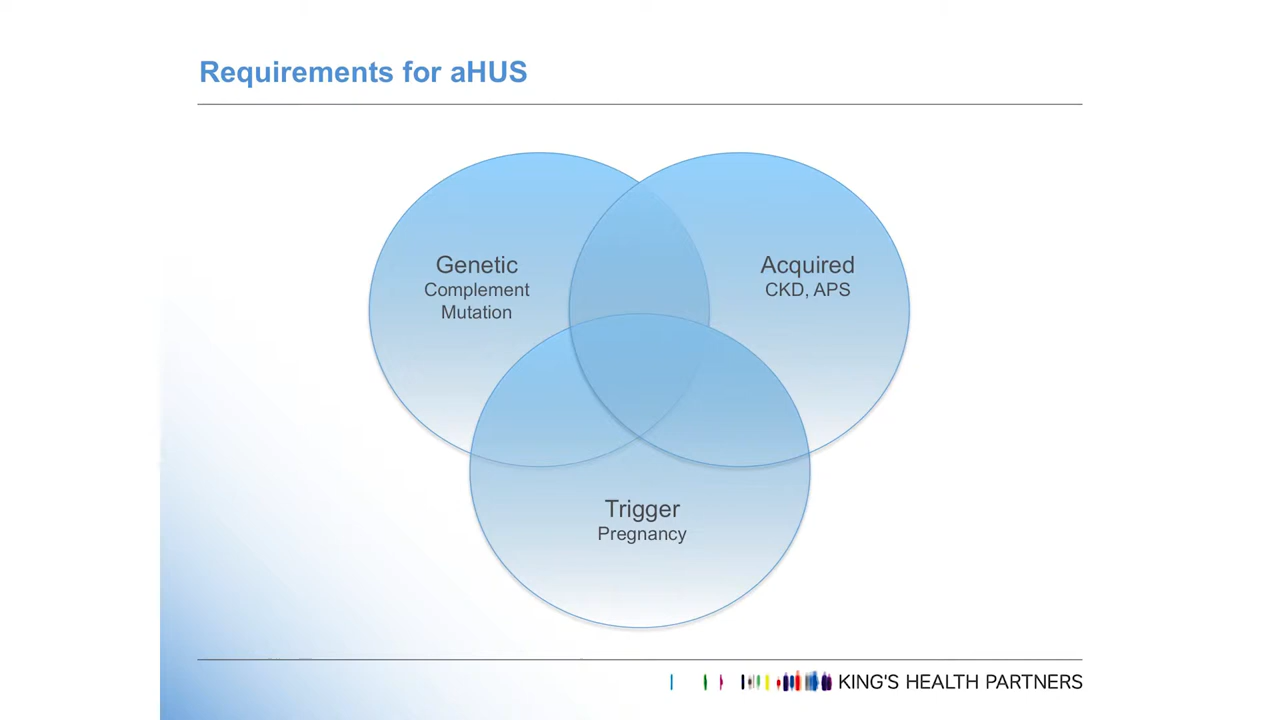 Requirements for aHUS
Genetic
Complement
Mutation
Acquired
CKD, APS
Trigger
Pregnancy
KING'S HEALTH PARTNERS